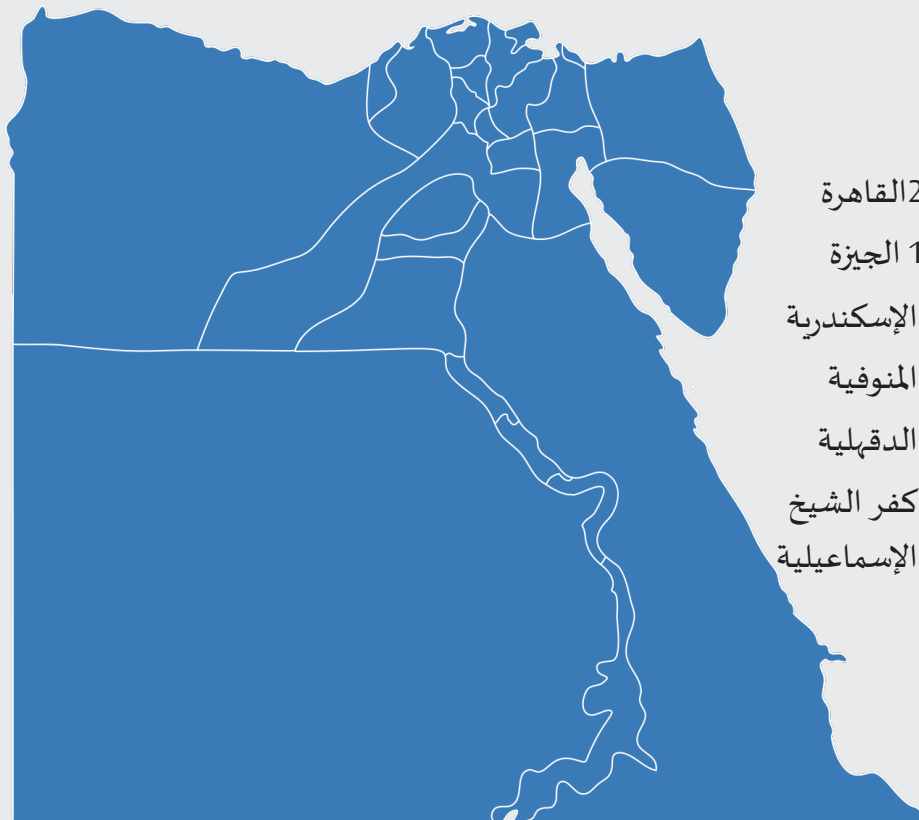 2القاهرة
1 الجيزة
الإسكندرية
المنوفية
الدقهلية
كفر الشيخ
الإسماعيلية